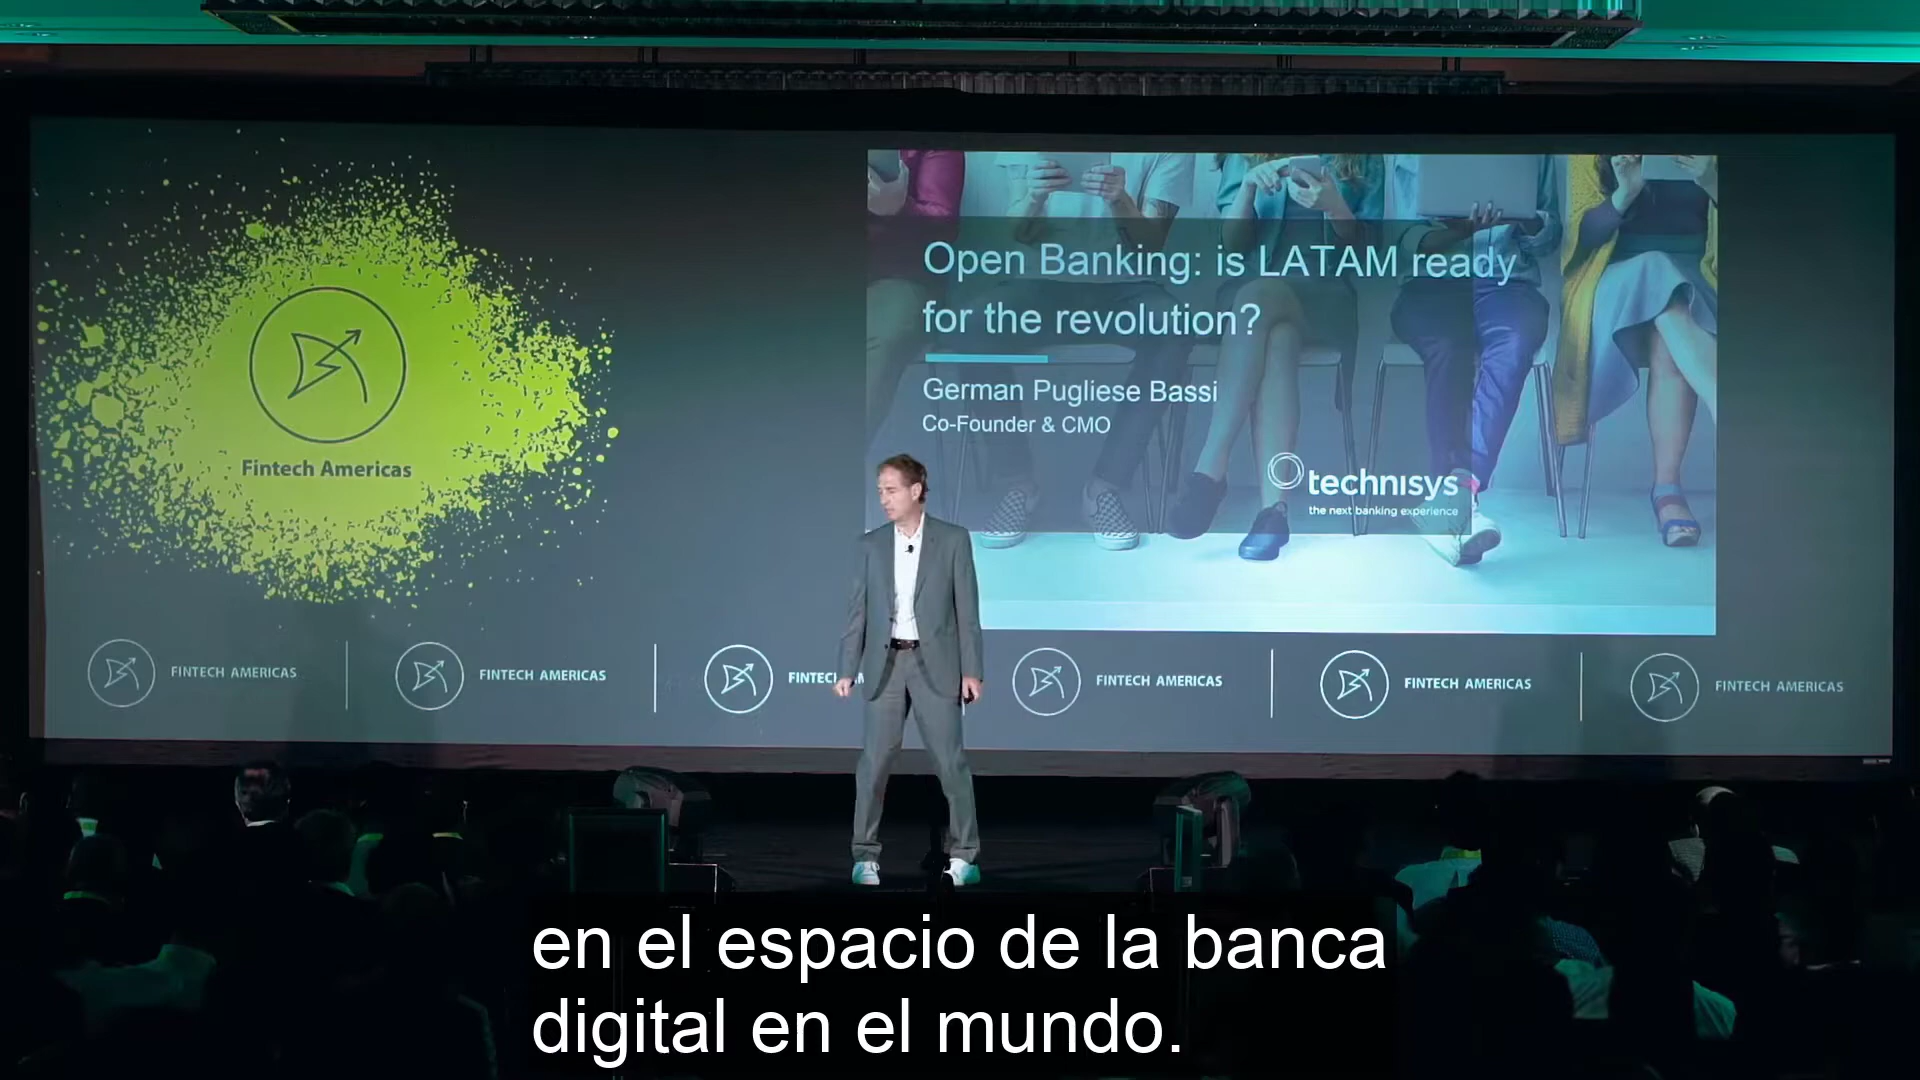 Open Banking: is LATAM ready
for the revolution?
German Pugliese Bassi
Co-Founder & CMO
technisys
the next banking experience
Fintech Americas
FINTECH AMERICAS
FINTECH AMERICAS
FINTECH AM
FINTECH AMERICAS
FINTECH AMERICAS
FINTECH AMERICAS
en el espacio de la banca
digital en el mundo.